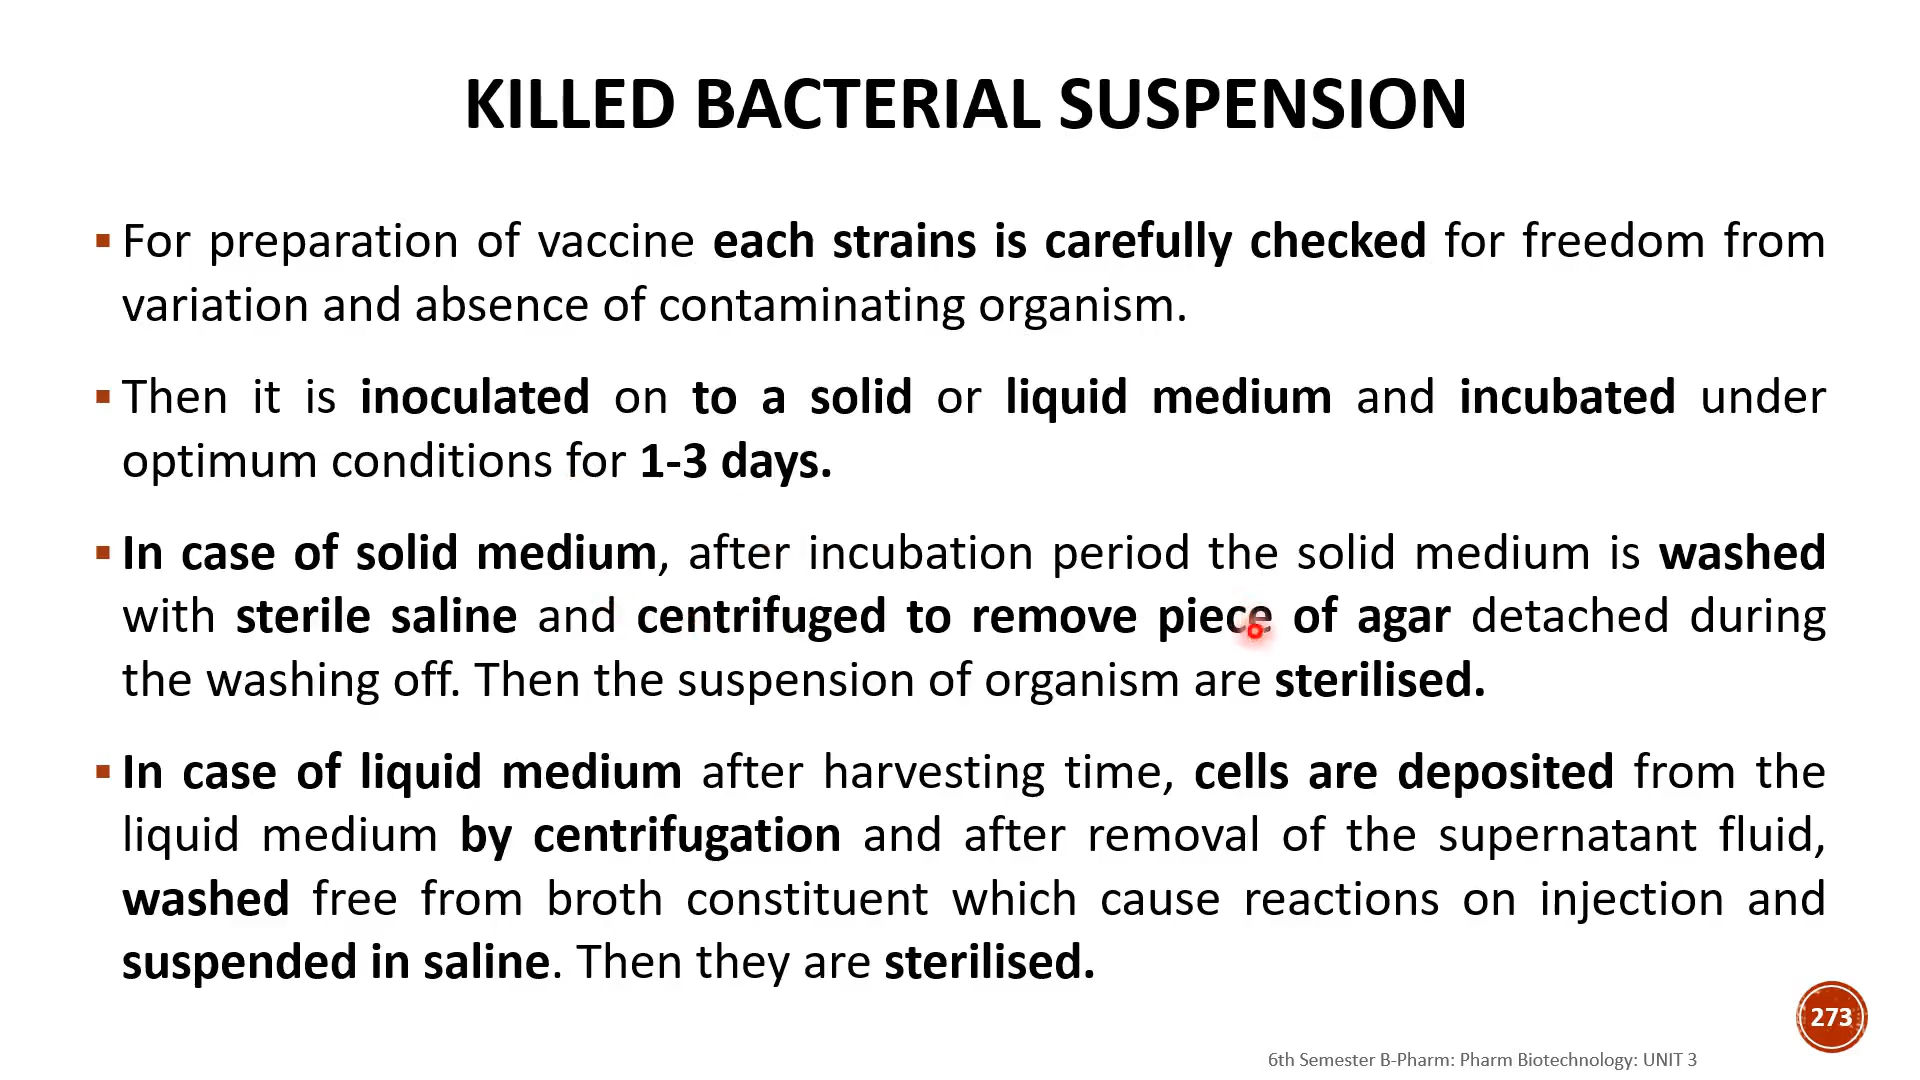 KILLED BACTERIAL SUSPENSION
▪ For preparation of vaccine each strains is carefully checked for freedom from
variation and absence of contaminating organism.
▪ Then it is inoculated on to a solid or liquid medium and incubated under
optimum conditions for 1-3 days.
▪ In case of solid medium, after incubation period the solid medium is washed
with sterile saline and centrifuged to remove piece of agar detached during
the washing off. Then the suspension of organism are sterilised.
▪ In case of liquid medium after harvesting time, cells are deposited from the
liquid medium by centrifugation and after removal of the supernatant fluid,
washed free from broth constituent which cause reactions on injection and
suspended in saline. Then they are sterilised.
273
6th Semester B-Pharm: Pharm Biotechnology: UNIT 3